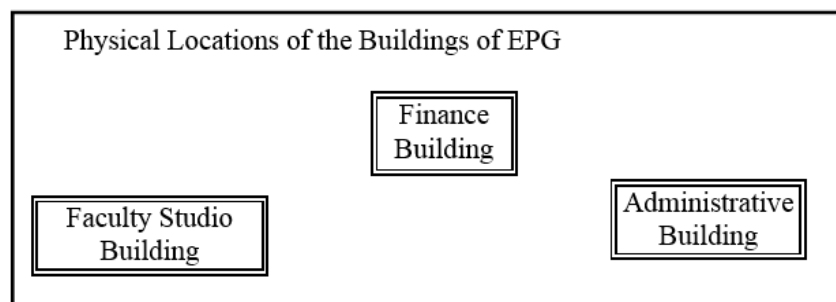 Physical Locations of the Buildings of EPG
Finance
Building
Faculty Studio
Building
Administrative
Building